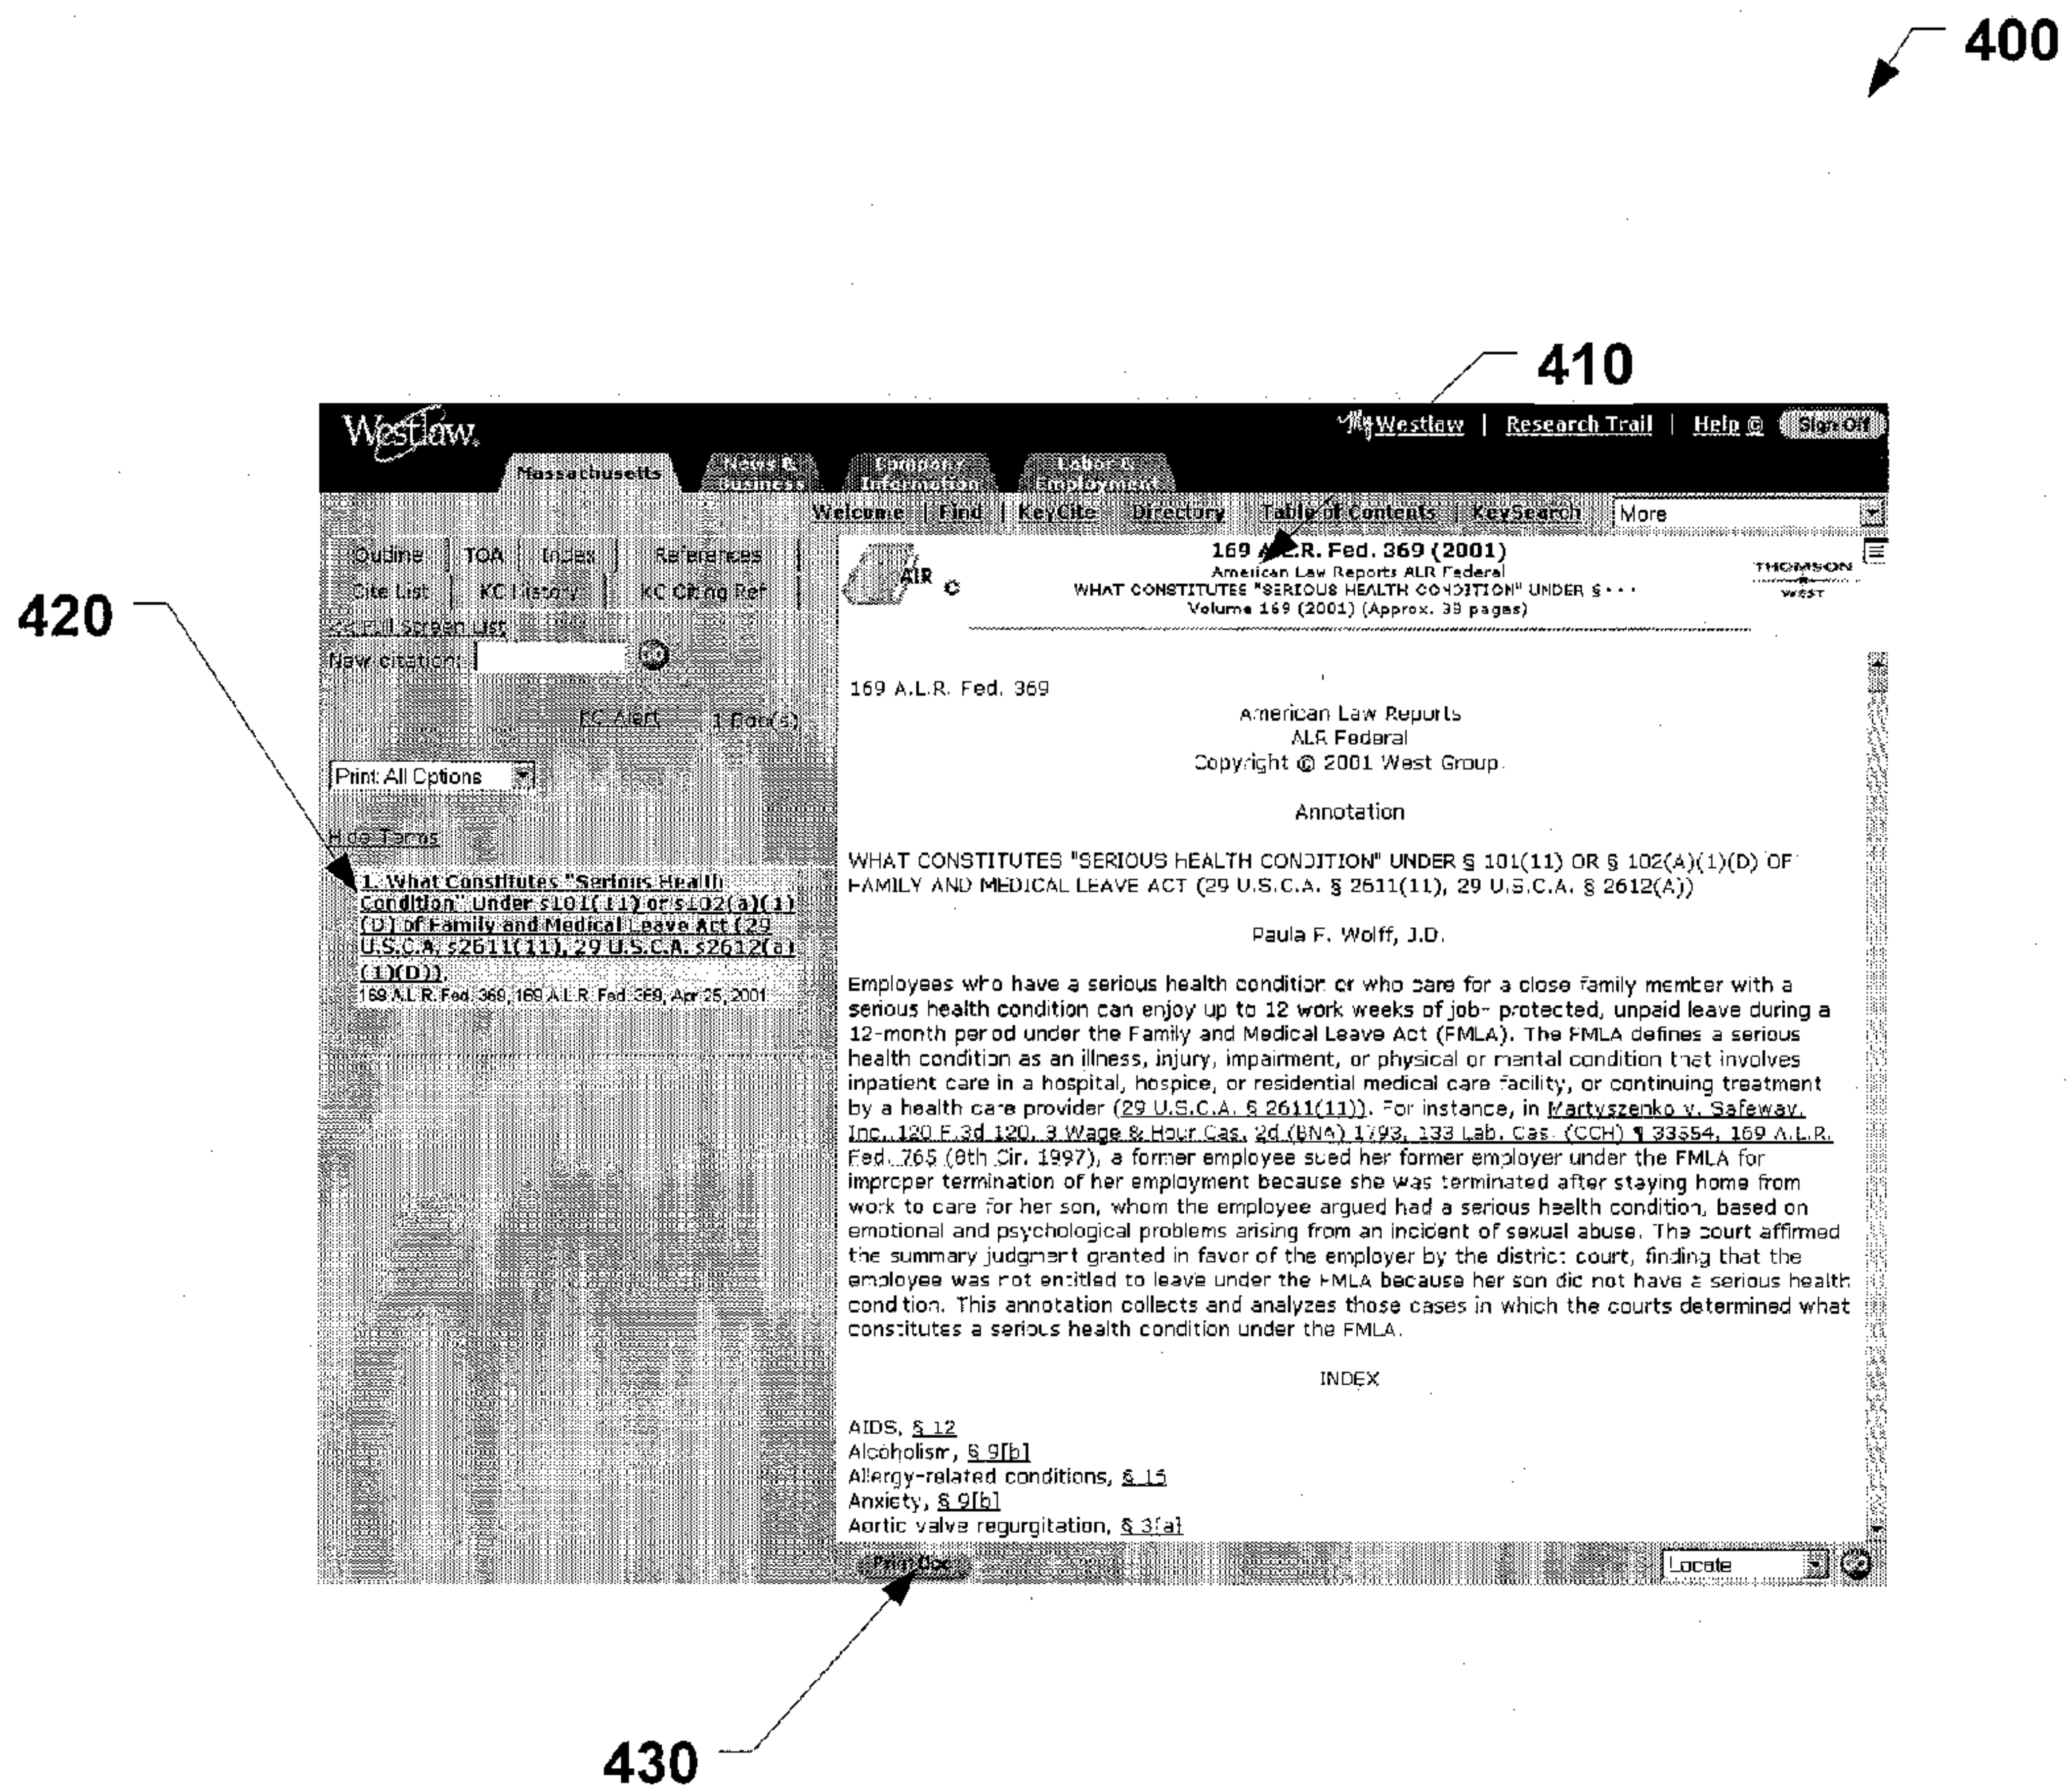 400
410
Westlaw.
My Westlaw | Research Trail | Help © Sign Off
Massachusetts
News & Business
Company Information
Labor & Employment
Welcome | Find | KeyCite Directory Table of Contents | KeySearch More
Outline TOA Index References
Cite List KC History KC Citing Ref
<< Full Screen List
New citation: GO
KC Alert 1 Doc(s)
Print: All Options
Hide Terms
420
1. What Constitutes "Serious Health
Condition" Under s101(11) or s102(a)(1)
(D) of Family and Medical Leave Act (29
U.S.C.A. s2611(11), 29 U.S.C.A. s2612(a)
(1)(D)).
169 A.L.R. Fed. 369, 169 A.L.R. Fed. 369, Apr 25, 2001
C
169 A.L.R. Fed. 369 (2001)
American Law Reports ALR Federal
WHAT CONSTITUTES "SERIOUS HEALTH CONDITION" UNDER § ...
Volume 169 (2001) (Approx. 39 pages)
THOMSON
WEST
169 A.L.R. Fed. 369
American Law Reports
ALR Federal
Copyright © 2001 West Group.
Annotation
WHAT CONSTITUTES "SERIOUS HEALTH CONDITION" UNDER § 101(11) OR § 102(A)(1)(D) OF
FAMILY AND MEDICAL LEAVE ACT (29 U.S.C.A. § 2611(11), 29 U.S.C.A. § 2612(A))
Paula F. Wolff, J.D.
Employees who have a serious health condition or who care for a close family member with a
serious health condition can enjoy up to 12 work weeks of job- protected, unpaid leave during a
12-month period under the Family and Medical Leave Act (FMLA). The FMLA defines a serious
health condition as an illness, injury, impairment, or physical or mental condition that involves
inpatient care in a hospital, hospice, or residential medical care facility, or continuing treatment
by a health care provider (29 U.S.C.A. § 2611(11)). For instance, in Martyszenko v. Safeway,
Inc., 120 F.3d 120, 3 Wage & Hour Cas. 2d (BNA) 1793, 133 Lab. Cas. (CCH) ¶ 33554, 169 A.L.R.
Fed. 765 (8th Cir. 1997), a former employee sued her former employer under the FMLA for
improper termination of her employment because she was terminated after staying home from
work to care for her son, whom the employee argued had a serious health condition, based on
emotional and psychological problems arising from an incident of sexual abuse. The court affirmed
the summary judgment granted in favor of the employer by the district court, finding that the
employee was not entitled to leave under the FMLA because her son did not have a serious health
condition. This annotation collects and analyzes those cases in which the courts determined what
constitutes a serious health condition under the FMLA.
INDEX
AIDS, § 12
Alcoholism, § 9[b]
Allergy-related conditions, § 15
Anxiety, § 9[b]
Aortic valve regurgitation, § 3[a]
Print Doc
Locate GO
430